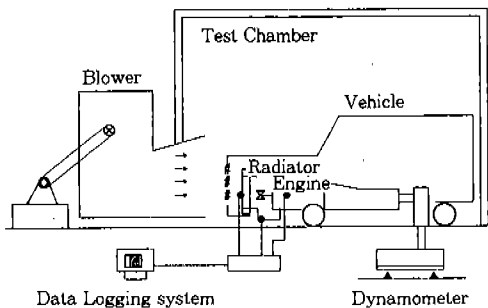 Test Chamber
Blower
Vehicle
Radiator
Engine
Data Logging system
Dynamometer